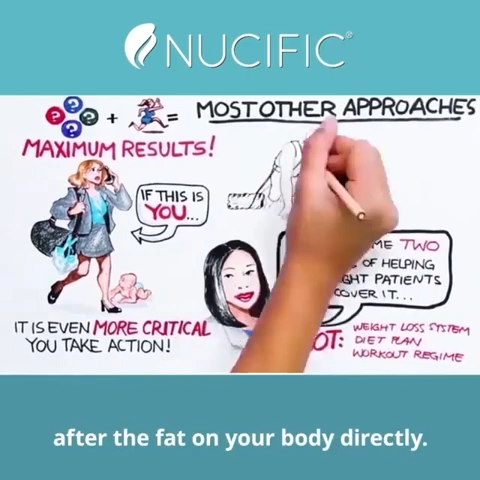 NUCIFIC®
? ? ? ?
+ =
MOST OTHER APPROACHES
MAXIMUM RESULTS!
IF THIS IS
YOU...
ME TWO
OF HELPING
PATIENTS
IT IS EVEN MORE CRITICAL
YOU TAKE ACTION!
WEIGHT LOSS SYSTEM
DIET PLAN
WORKOUT REGIME
after the fat on your body directly.